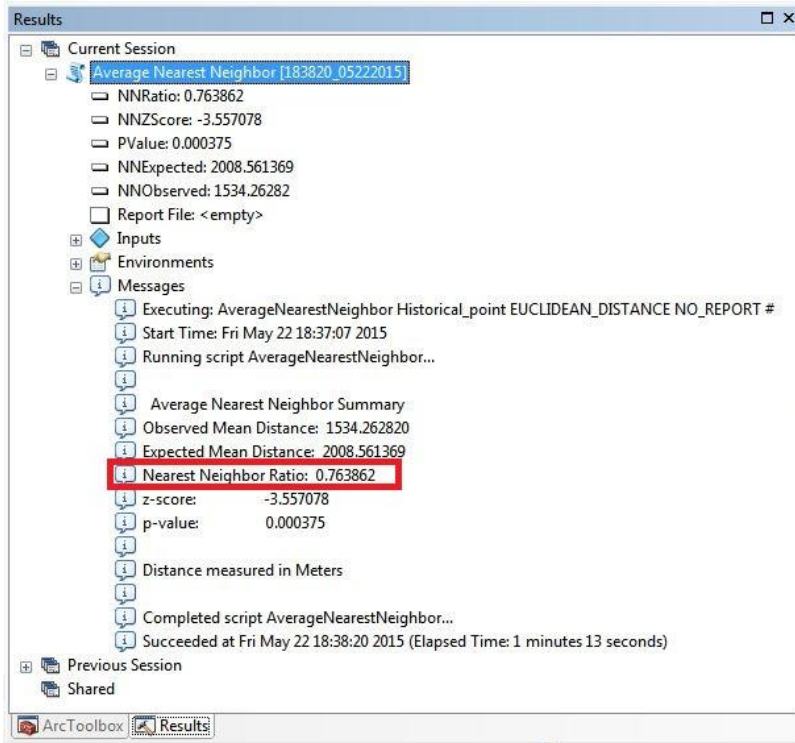 Results
Current Session
Average Nearest Neighbor [183820_05222015]
NNRatio: 0.763862
NNZScore: -3.557078
PValue: 0.000375
NNExpected: 2008.561369
NNObserved: 1534.26282
Report File: <empty>
Inputs
Environments
Messages
Executing: AverageNearestNeighbor Historical_point EUCLIDEAN_DISTANCE NO_REPORT #
Start Time: Fri May 22 18:37:07 2015
Running script AverageNearestNeighbor...
Average Nearest Neighbor Summary
Observed Mean Distance: 1534.262820
Expected Mean Distance: 2008.561369
Nearest Neighbor Ratio: 0.763862
z-score: -3.557078
p-value: 0.000375
Distance measured in Meters
Completed script AverageNearestNeighbor...
Succeeded at Fri May 22 18:38:20 2015 (Elapsed Time: 1 minutes 13 seconds)
Previous Session
Shared
ArcToolbox Results